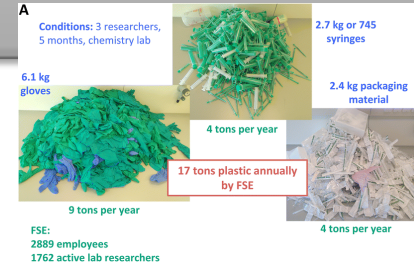 A
Conditions: 3 researchers,
5 months, chemistry lab
2.7 kg or 745
syringes
6.1 kg
gloves
2.4 kg packaging
material
4 tons per year
17 tons plastic annually
by FSE
9 tons per year
4 tons per year
FSE:
2889 employees
1762 active lab researchers